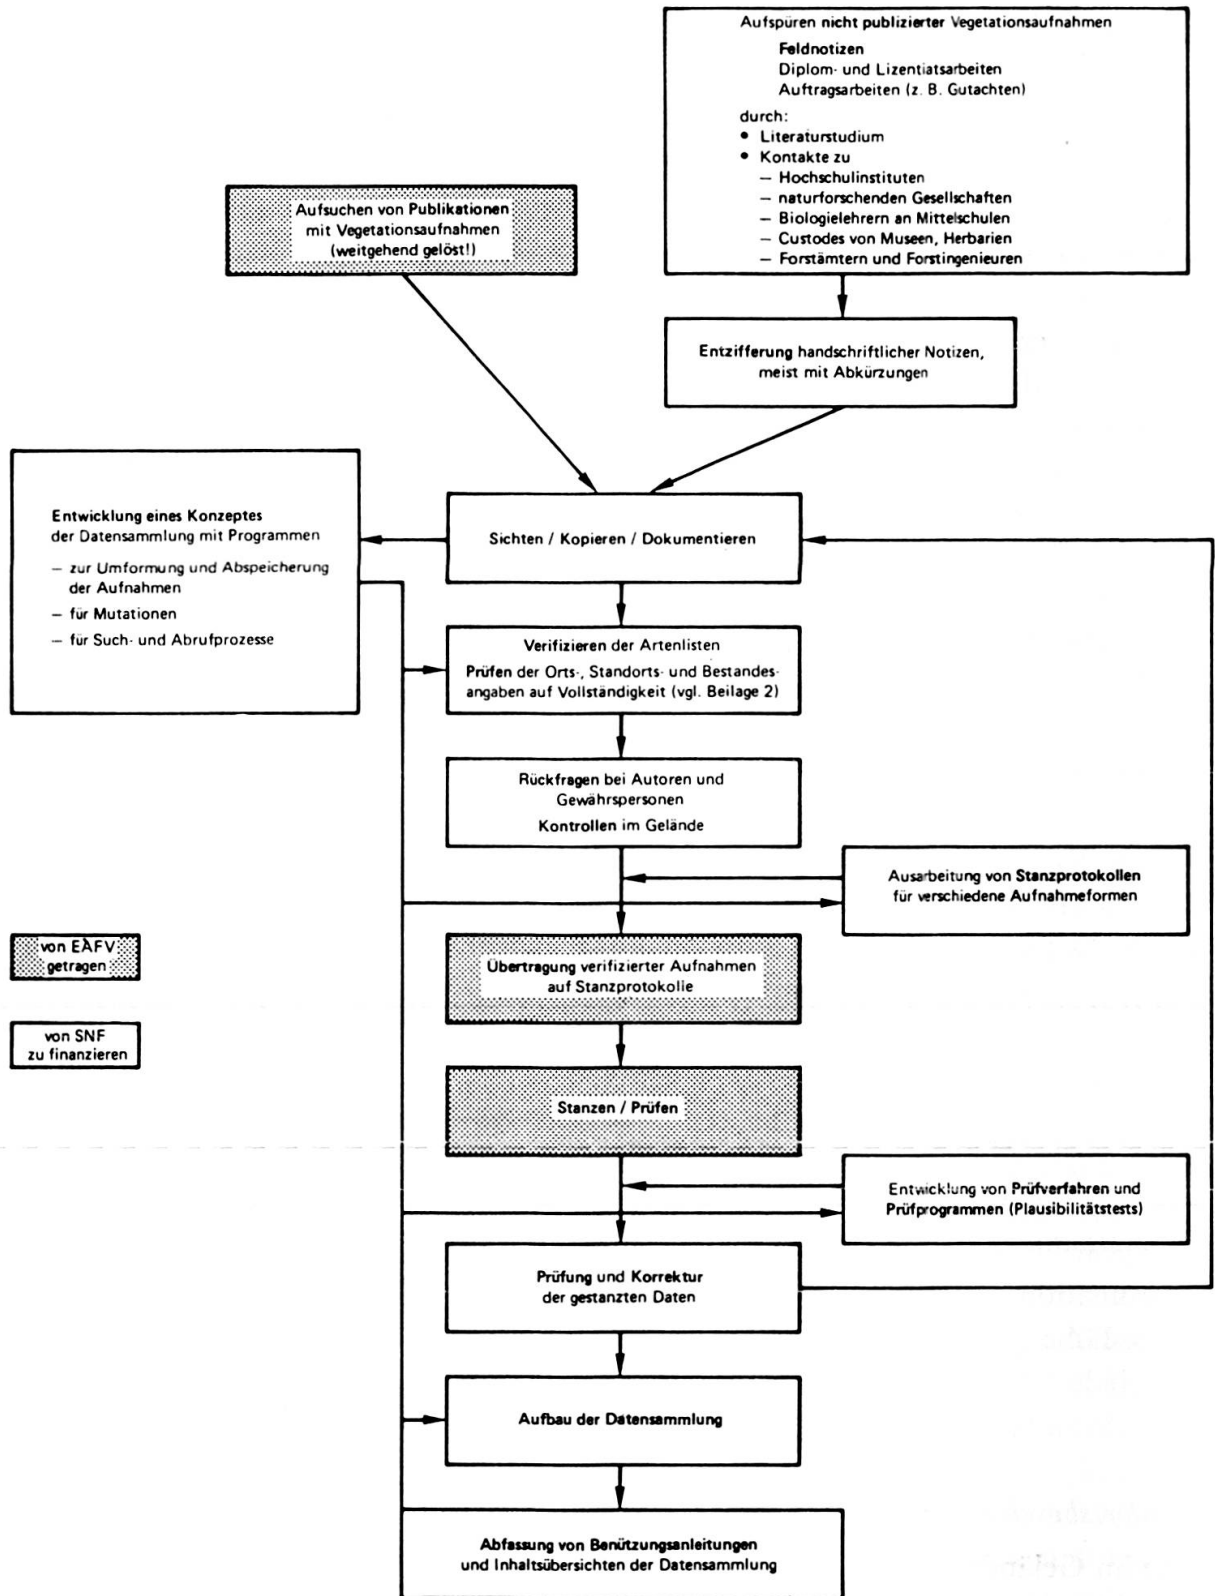 Aufspüren nicht publizierter Vegetationsaufnahmen
Feldnotizen
Diplom- und Lizentiatsarbeiten
Auftragsarbeiten (z. B. Gutachten)
durch:
• Literaturstudium
• Kontakte zu
– Hochschulinstituten
– naturforschenden Gesellschaften
– Biologielehrern an Mittelschulen
– Custodes von Museen, Herbarien
– Forstämtern und Forstingenieuren
Aufsuchen von Publikationen
mit Vegetationsaufnahmen
(weitgehend gelöst!)
Entzifferung handschriftlicher Notizen,
meist mit Abkürzungen
Entwicklung eines Konzeptes
der Datensammlung mit Programmen
– zur Umformung und Abspeicherung
der Aufnahmen
– für Mutationen
– für Such- und Abrufprozesse
Sichten / Kopieren / Dokumentieren
Verifizieren der Artenlisten
Prüfen der Orts-, Standorts- und Bestandes-
angaben auf Vollständigkeit (vgl. Beilage 2)
Rückfragen bei Autoren und
Gewährspersonen
Kontrollen im Gelände
Ausarbeitung von Stanzprotokollen
für verschiedene Aufnahmeformen
von EAFV
getragen
Übertragung verifizierter Aufnahmen
auf Stanzprotokolle
von SNF
zu finanzieren
Stanzen / Prüfen
Entwicklung von Prüfverfahren und
Prüfprogrammen (Plausibilitätstests)
Prüfung und Korrektur
der gestanzten Daten
Aufbau der Datensammlung
Abfassung von Benützungsanleitungen
und Inhaltsübersichten der Datensammlung